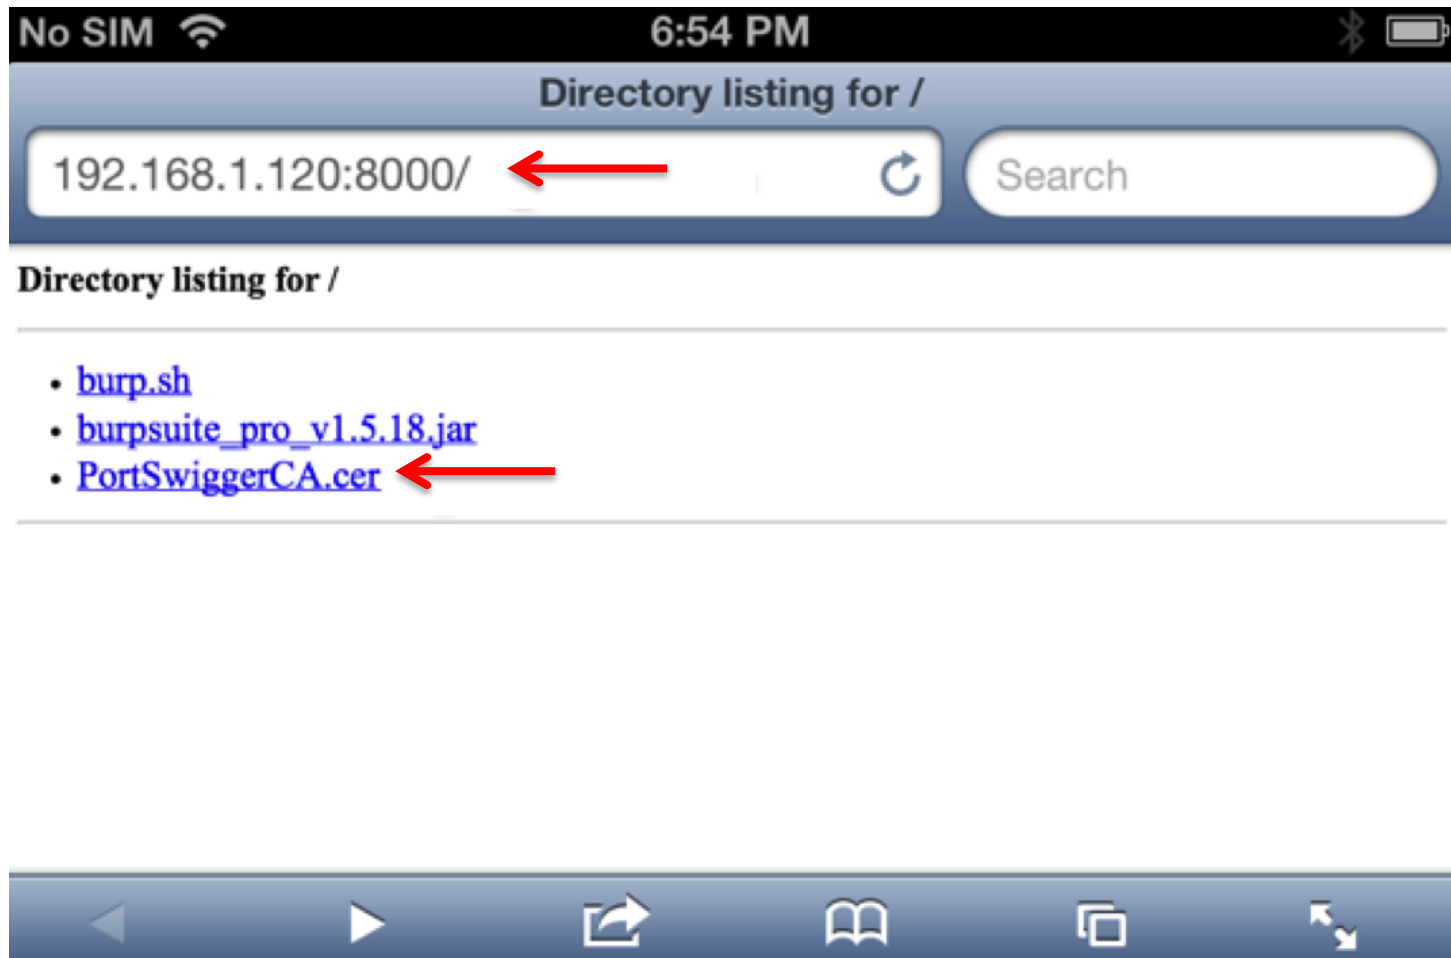 No SIM 6:54 PM
Directory listing for /
192.168.1.120:8000/ Search
Directory listing for /
• burp.sh
• burpsuite_pro_v1.5.18.jar
• PortSwiggerCA.cer